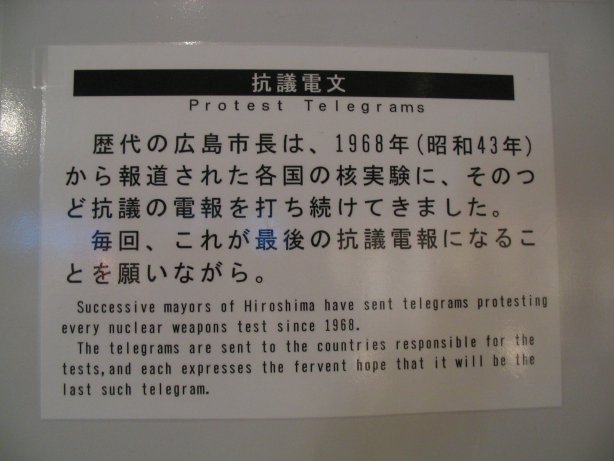 抗議電文
Protest Telegrams
歴代の広島市長は、1968年(昭和43年)
から報道された各国の核実験に、そのつ
ど抗議の電報を打ち続けてきました。
毎回、これが最後の抗議電報になるこ
とを願いながら。
Successive mayors of Hiroshima have sent telegrams protesting
every nuclear weapons test since 1968.
The telegrams are sent to the countries responsible for the
tests,and each expresses the fervent hope that it will be the
last such telegram.